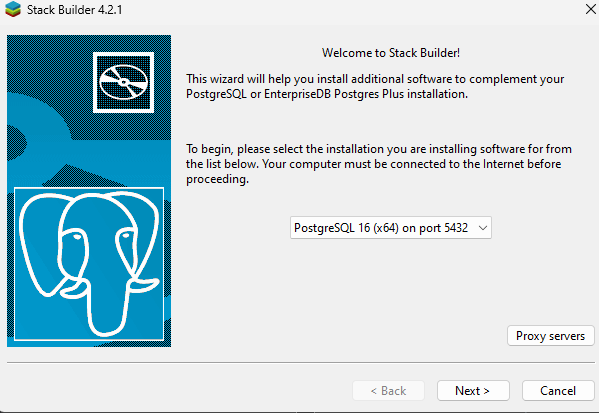 Stack Builder 4.2.1
Welcome to Stack Builder!
This wizard will help you install additional software to complement your
PostgreSQL or EnterpriseDB Postgres Plus installation.
To begin, please select the installation you are installing software for from
the list below. Your computer must be connected to the Internet before
proceeding.
PostgreSQL 16 (x64) on port 5432
Proxy servers
< Back
Next >
Cancel